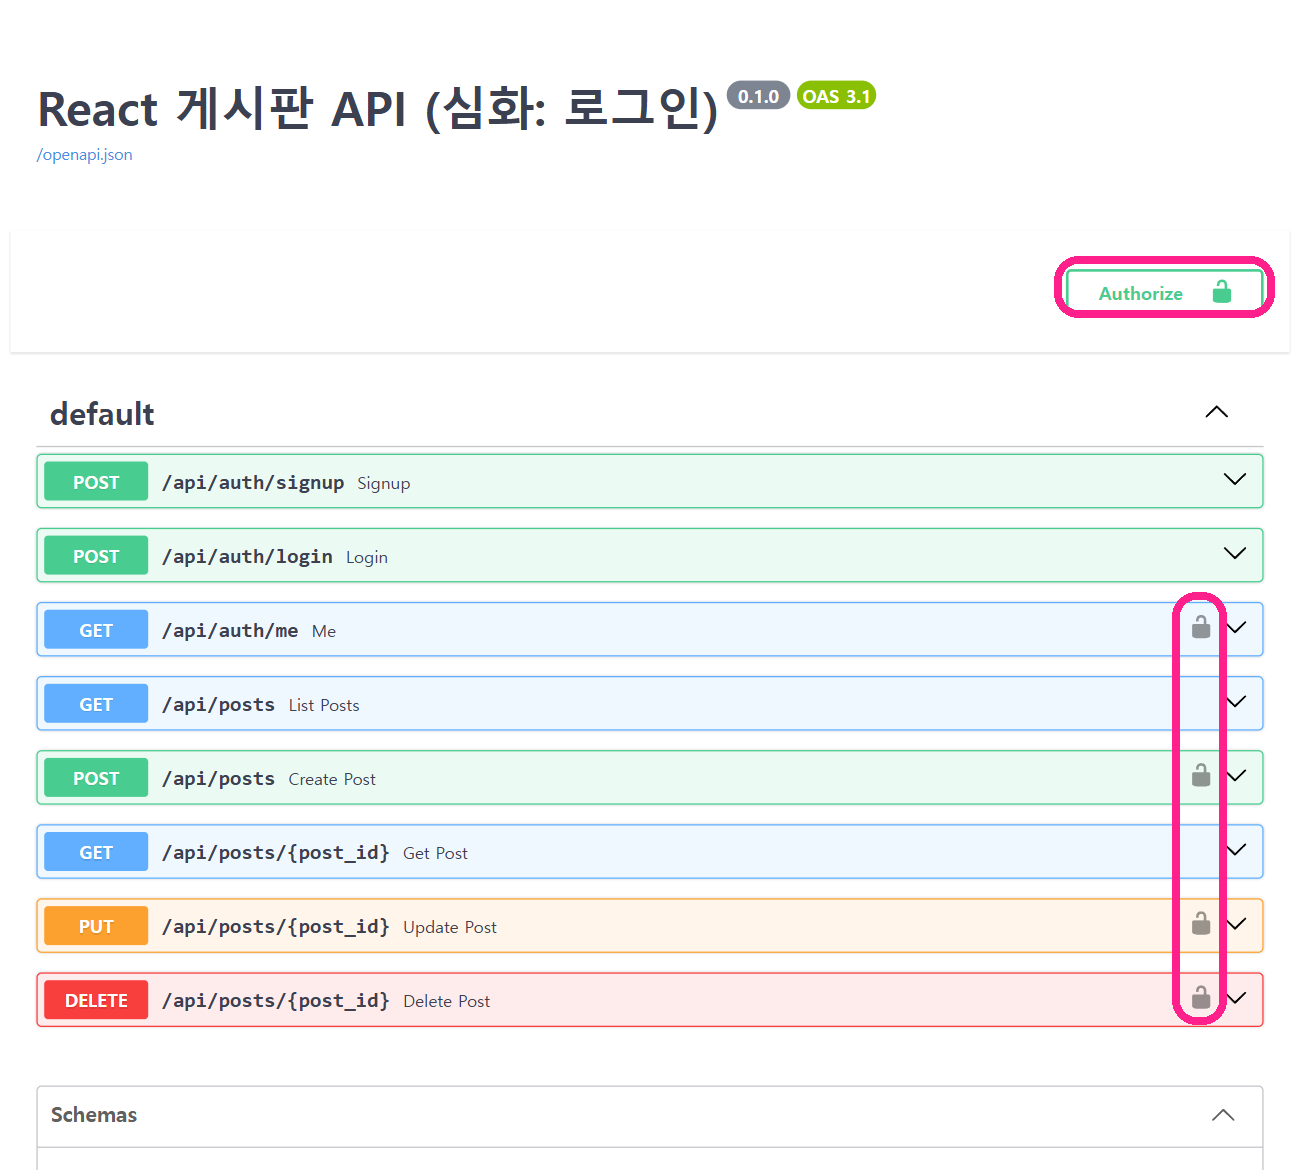 React 게시판 API (심화: 로그인) 0.1.0 OAS 3.1
/openapi.json
Authorize
default
POST /api/auth/signup Signup
POST /api/auth/login Login
GET /api/auth/me Me
GET /api/posts List Posts
POST /api/posts Create Post
GET /api/posts/{post_id} Get Post
PUT /api/posts/{post_id} Update Post
DELETE /api/posts/{post_id} Delete Post
Schemas